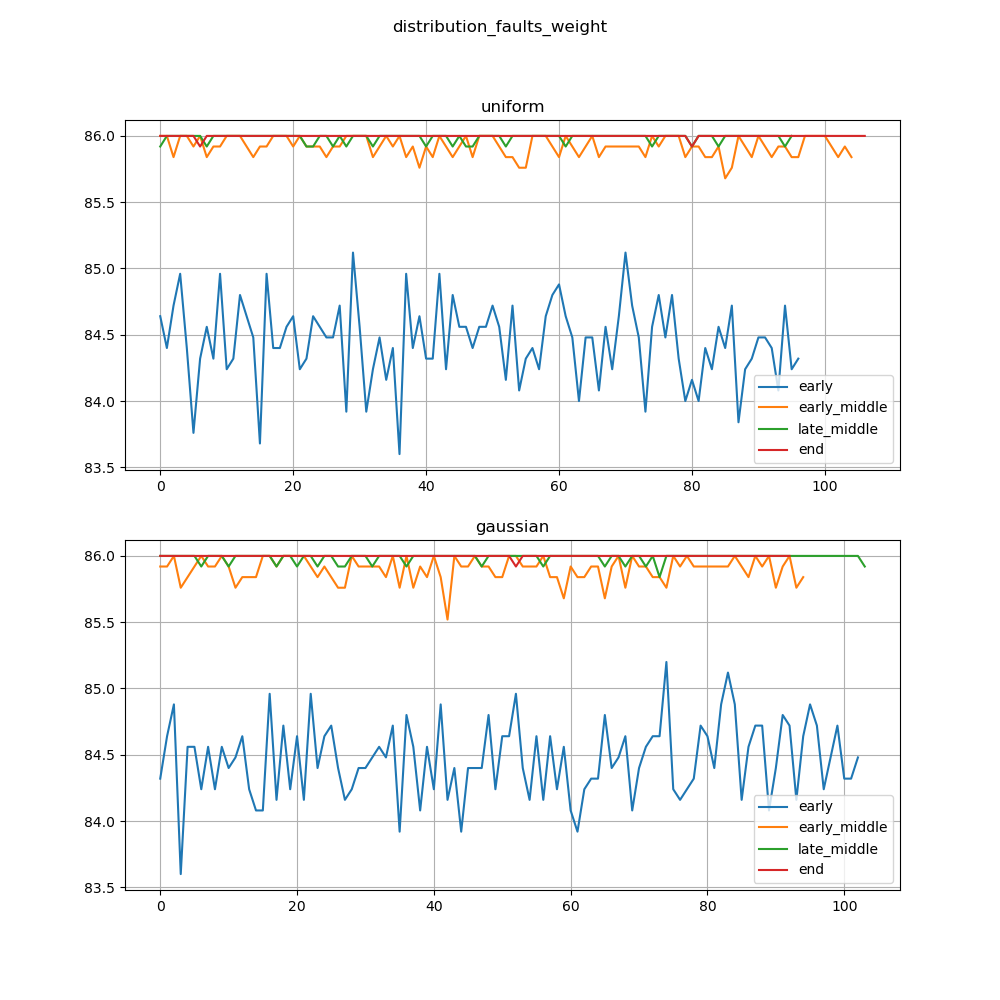 distribution_faults_weight
uniform
86.0
85.5
85.0
84.5
84.0
83.5
0 20 40 60 80 100
early
early_middle
late_middle
end
gaussian
86.0
85.5
85.0
84.5
84.0
83.5
0 20 40 60 80 100
early
early_middle
late_middle
end